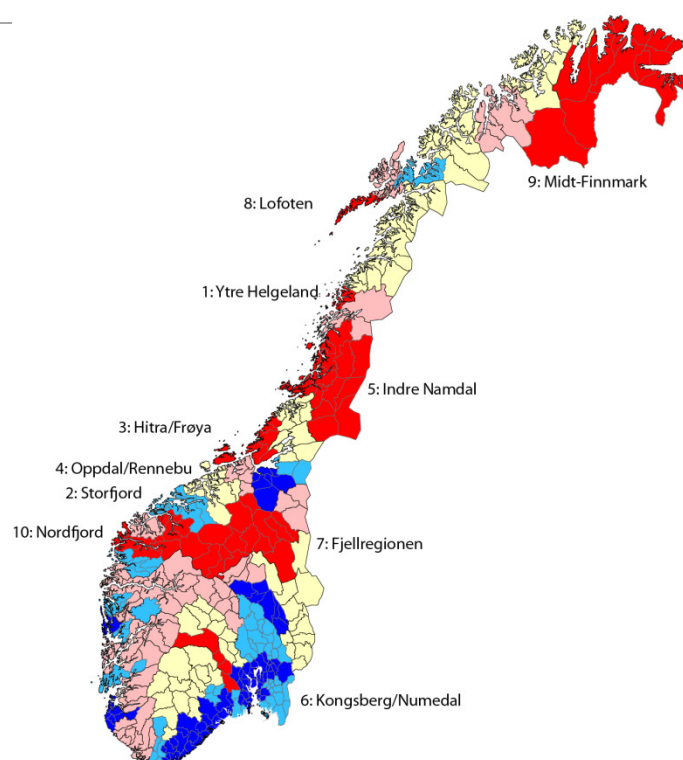 9: Midt-Finnmark
8: Lofoten
1: Ytre Helgeland
5: Indre Namdal
3: Hitra/Frøya
4: Oppdal/Rennebu
2: Storfjord
10: Nordfjord
7: Fjellregionen
6: Kongsberg/Numedal